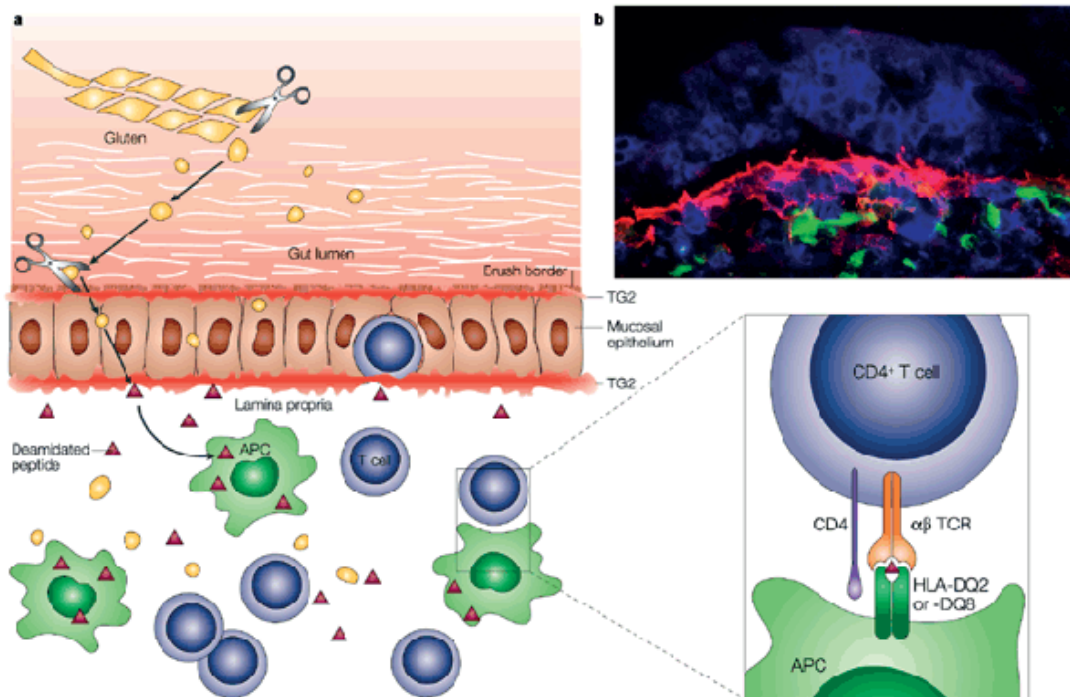 a
b
Gluten
Gut lumen
Brush border
TG2
Mucosal
epithelium
TG2
Lamina propria
Deamidated
peptide
APC
T cell
CD4+ T cell
CD4
αβ TCR
HLA-DQ2
or -DQ8
APC